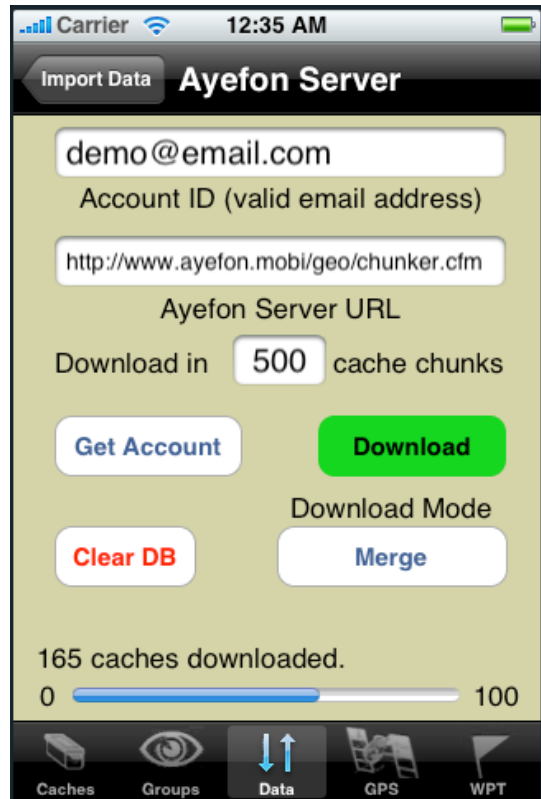 Carrier 12:35 AM
Import Data Ayefon Server
demo@email.com
Account ID (valid email address)
http://www.ayefon.mobi/geo/chunker.cfm
Ayefon Server URL
Download in 500 cache chunks
Get Account Download
Download Mode
Clear DB Merge
165 caches downloaded.
0 100
Caches Groups Data GPS WPT